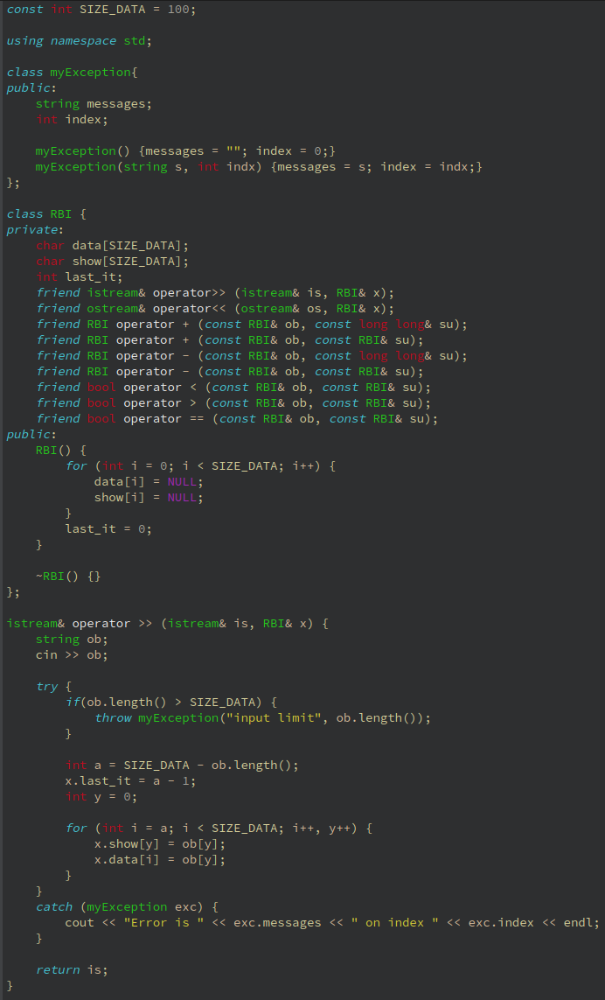 const int SIZE_DATA = 100;

using namespace std;

class myException{
public:
    string messages;
    int index;

    myException() {messages = ""; index = 0;}
    myException(string s, int indx) {messages = s; index = indx;}
};

class RBI {
private:
    char data[SIZE_DATA];
    char show[SIZE_DATA];
    int last_it;
    friend istream& operator>> (istream& is, RBI& x);
    friend ostream& operator<< (ostream& os, RBI& x);
    friend RBI operator + (const RBI& ob, const long long& su);
    friend RBI operator + (const RBI& ob, const RBI& su);
    friend RBI operator - (const RBI& ob, const long long& su);
    friend RBI operator - (const RBI& ob, const RBI& su);
    friend bool operator < (const RBI& ob, const RBI& su);
    friend bool operator > (const RBI& ob, const RBI& su);
    friend bool operator == (const RBI& ob, const RBI& su);
public:
    RBI() {
        for (int i = 0; i < SIZE_DATA; i++) {
            data[i] = NULL;
            show[i] = NULL;
        }
        last_it = 0;
    }

    ~RBI() {}
};

istream& operator >> (istream& is, RBI& x) {
    string ob;
    cin >> ob;

    try {
        if(ob.length() > SIZE_DATA) {
            throw myException("input limit", ob.length());
        }

        int a = SIZE_DATA - ob.length();
        x.last_it = a - 1;
        int y = 0;

        for (int i = a; i < SIZE_DATA; i++, y++) {
            x.show[y] = ob[y];
            x.data[i] = ob[y];
        }
    }
    catch (myException exc) {
        cout << "Error is " << exc.messages << " on index " << exc.index << endl;
    }

    return is;
}